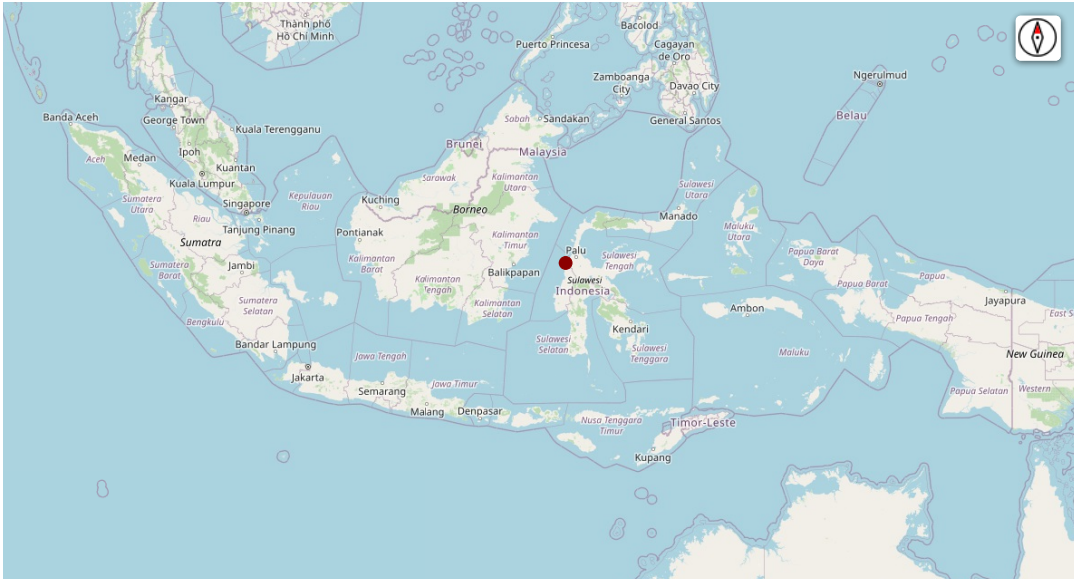 Thành phố
Hồ Chí Minh
Bacolod
Puerto Princesa
Cagayan
de Oro
Zamboanga
City
Davao City
Ngerulmud
Kangar
Banda Aceh
George Town
Kuala Terengganu
Sabah
Sandakan
General Santos
Belau
Ipoh
Brunei
Malaysia
Aceh
Medan
Kuantan
Kuala Lumpur
Sarawak
Kalimantan
Utara
Sumatera
Utara
Kepulauan
Riau
Kuching
Sulawesi
Utara
Singapore
Riau
Borneo
Manado
Tanjung Pinang
Pontianak
Maluku
Utara
Sumatra
Kalimantan
Timur
Palu
Sulawesi
Tengah
Papua Barat
Daya
Sumatera
Barat
Jambi
Kalimantan
Barat
Balikpapan
Kalimantan
Tengah
Sulawesi
Indonesia
Papua Barat
Papua
Sumatera
Selatan
Kalimantan
Selatan
Ambon
Jayapura
Papua Tengah
East S
Bengkulu
Kendari
Bandar Lampung
Sulawesi
Selatan
Sulawesi
Tenggara
Jawa Tengah
Maluku
New Guinea
Jakarta
Semarang
Jawa Timur
Papua Selatan
Western
Malang
Denpasar
Nusa Tenggara
Timur
Timor-Leste
Kupang